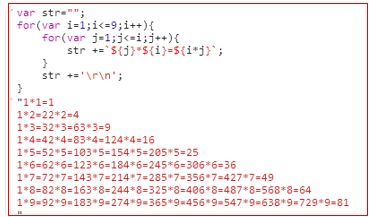 var str="";
for(var i=1;i<=9;i++){
for(var j=1;j<=i;j++){
str +=`${j}*${i}=${i*j}`;
}
str +='\r\n';
}
"1*1=1
1*2=22*2=4
1*3=32*3=63*3=9
1*4=42*4=83*4=124*4=16
1*5=52*5=103*5=154*5=205*5=25
1*6=62*6=123*6=184*6=245*6=306*6=36
1*7=72*7=143*7=214*7=285*7=356*7=427*7=49
1*8=82*8=163*8=244*8=325*8=406*8=487*8=568*8=64
1*9=92*9=183*9=274*9=365*9=456*9=547*9=638*9=729*9=81
"